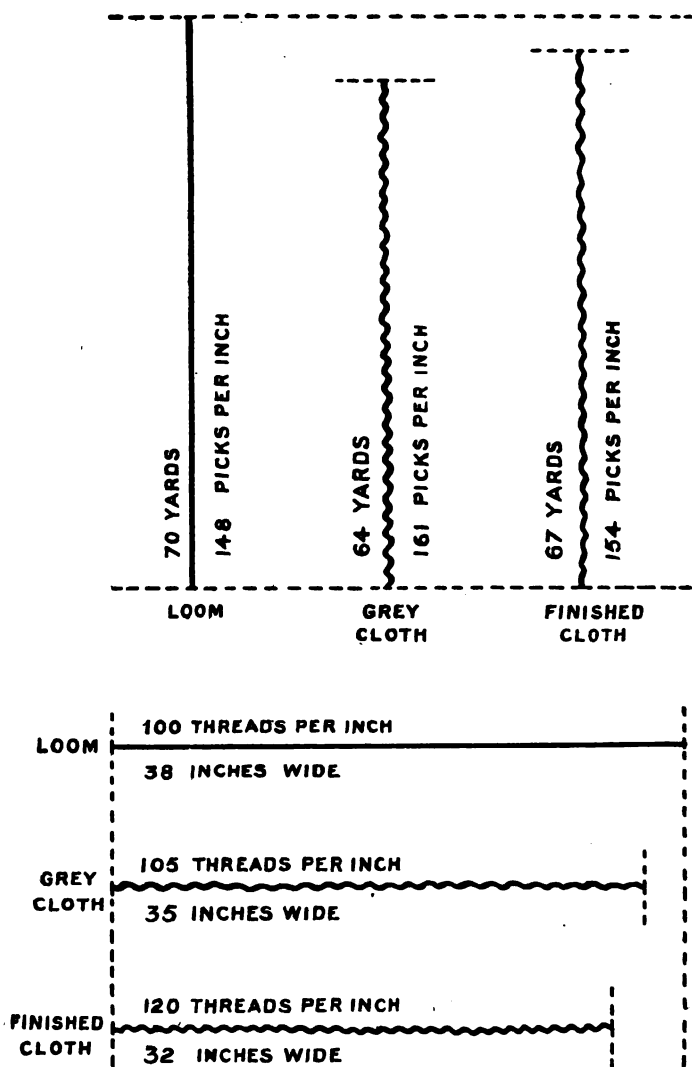 70 YARDS
148 PICKS PER INCH
64 YARDS
161 PICKS PER INCH
67 YARDS
154 PICKS PER INCH
LOOM
GREY
CLOTH
FINISHED
CLOTH
100 THREADS PER INCH
LOOM
38 INCHES WIDE
105 THREADS PER INCH
GREY
CLOTH
35 INCHES WIDE
120 THREADS PER INCH
FINISHED
CLOTH
32 INCHES WIDE